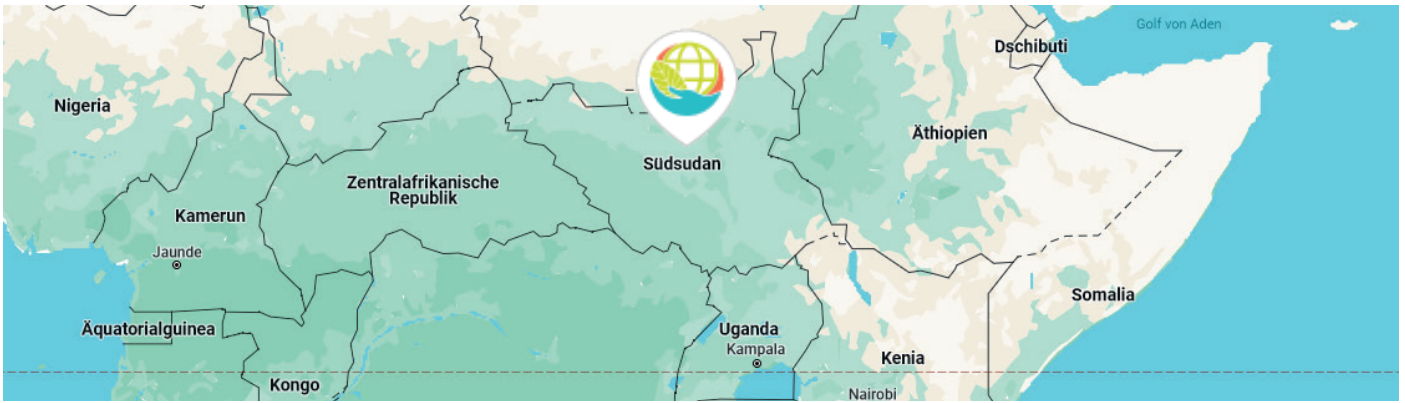 Golf von Aden
Dschibuti
Nigeria
Äthiopien
Südsudan
Zentralafrikanische
Republik
Kamerun
Jaunde
Somalia
Äquatorialguinea
Uganda
Kampala
Kenia
Kongo
Nairobi